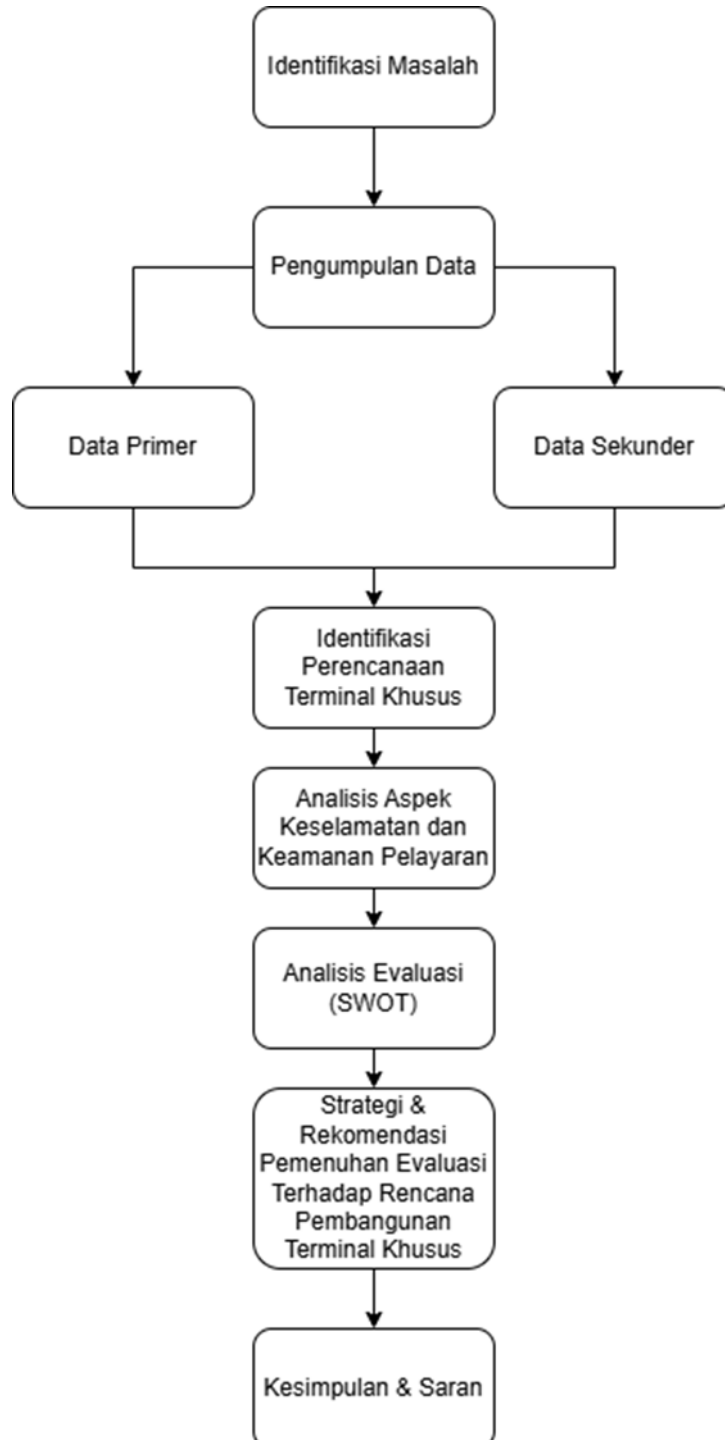 Identifikasi Masalah
Pengumpulan Data
Data Primer
Data Sekunder
Identifikasi
Perencanaan
Terminal Khusus
Analisis Aspek
Keselamatan dan
Keamanan Pelayaran
Analisis Evaluasi
(SWOT)
Strategi &
Rekomendasi
Pemenuhan Evaluasi
Terhadap Rencana
Pembangunan
Terminal Khusus
Kesimpulan & Saran